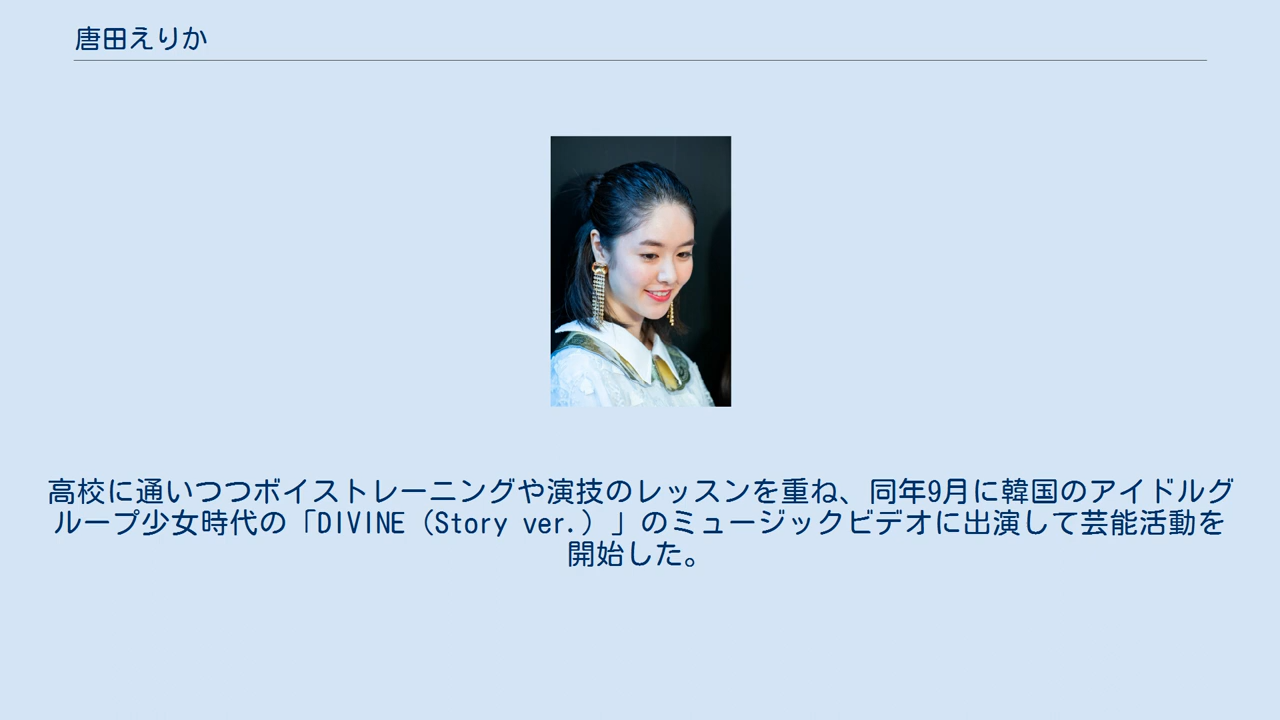 唐田えりか
高校に通いつつボイストレーニングや演技のレッスンを重ね、同年9月に韓国のアイドルグ
ループ少女時代の「DIVINE（Story ver.）」のミュージックビデオに出演して芸能活動を
開始した。